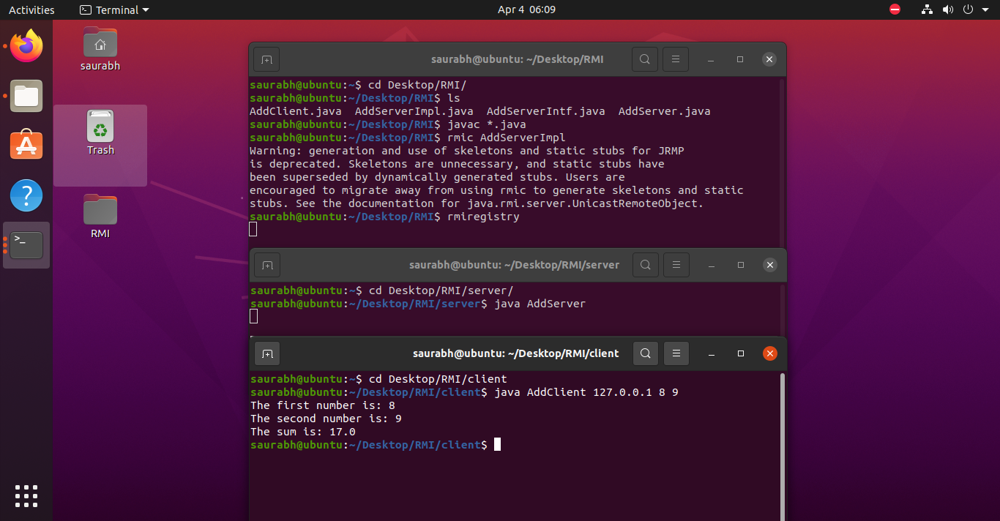 Activities
Terminal
Apr 4 06:09
saurabh
Trash
RMI
saurabh@ubuntu: ~/Desktop/RMI
saurabh@ubuntu:~$ cd Desktop/RMI/
saurabh@ubuntu:~/Desktop/RMI$ ls
AddClient.java  AddServerImpl.java  AddServerIntf.java  AddServer.java
saurabh@ubuntu:~/Desktop/RMI$ javac *.java
saurabh@ubuntu:~/Desktop/RMI$ rmic AddServerImpl
Warning: generation and use of skeletons and static stubs for JRMP
is deprecated. Skeletons are unnecessary, and static stubs have
been superseded by dynamically generated stubs. Users are
encouraged to migrate away from using rmic to generate skeletons and static
stubs. See the documentation for java.rmi.server.UnicastRemoteObject.
saurabh@ubuntu:~/Desktop/RMI$ rmiregistry
saurabh@ubuntu: ~/Desktop/RMI/server
saurabh@ubuntu:~$ cd Desktop/RMI/server/
saurabh@ubuntu:~/Desktop/RMI/server$ java AddServer
saurabh@ubuntu: ~/Desktop/RMI/client
saurabh@ubuntu:~$ cd Desktop/RMI/client
saurabh@ubuntu:~/Desktop/RMI/client$ java AddClient 127.0.0.1 8 9
The first number is: 8
The second number is: 9
The sum is: 17.0
saurabh@ubuntu:~/Desktop/RMI/client$